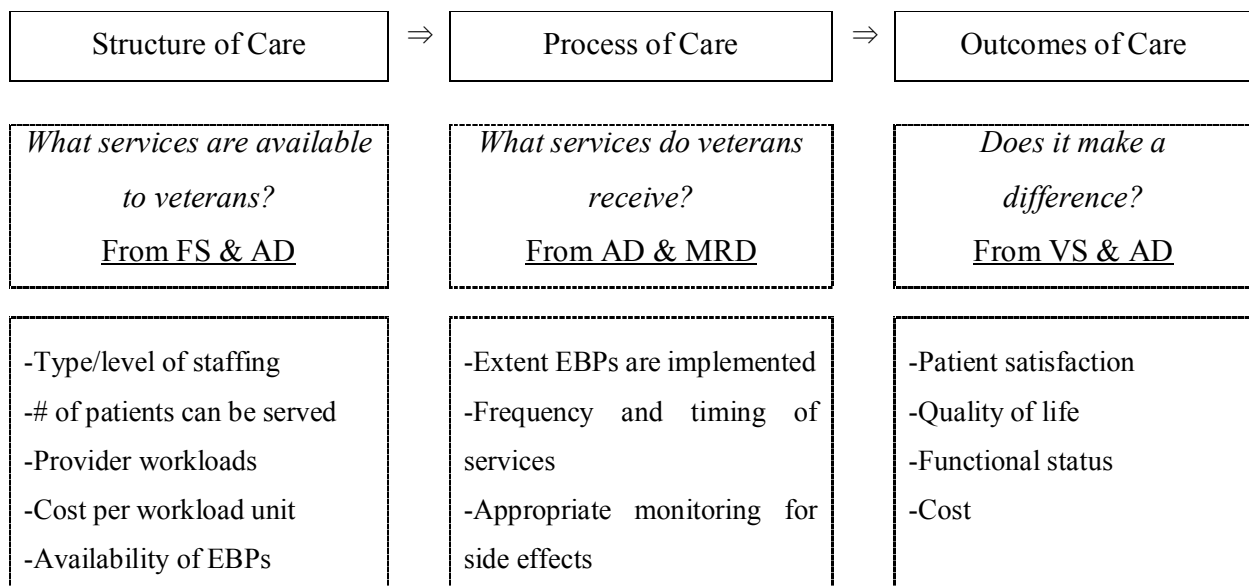 Structure of Care
⇒
Process of Care
⇒
Outcomes of Care
What services are available
to veterans?
From FS & AD
What services do veterans
receive?
From AD & MRD
Does it make a
difference?
From VS & AD
-Type/level of staffing
-# of patients can be served
-Provider workloads
-Cost per workload unit
-Availability of EBPs
-Extent EBPs are implemented
-Frequency and timing of
services
-Appropriate monitoring for
side effects
-Patient satisfaction
-Quality of life
-Functional status
-Cost